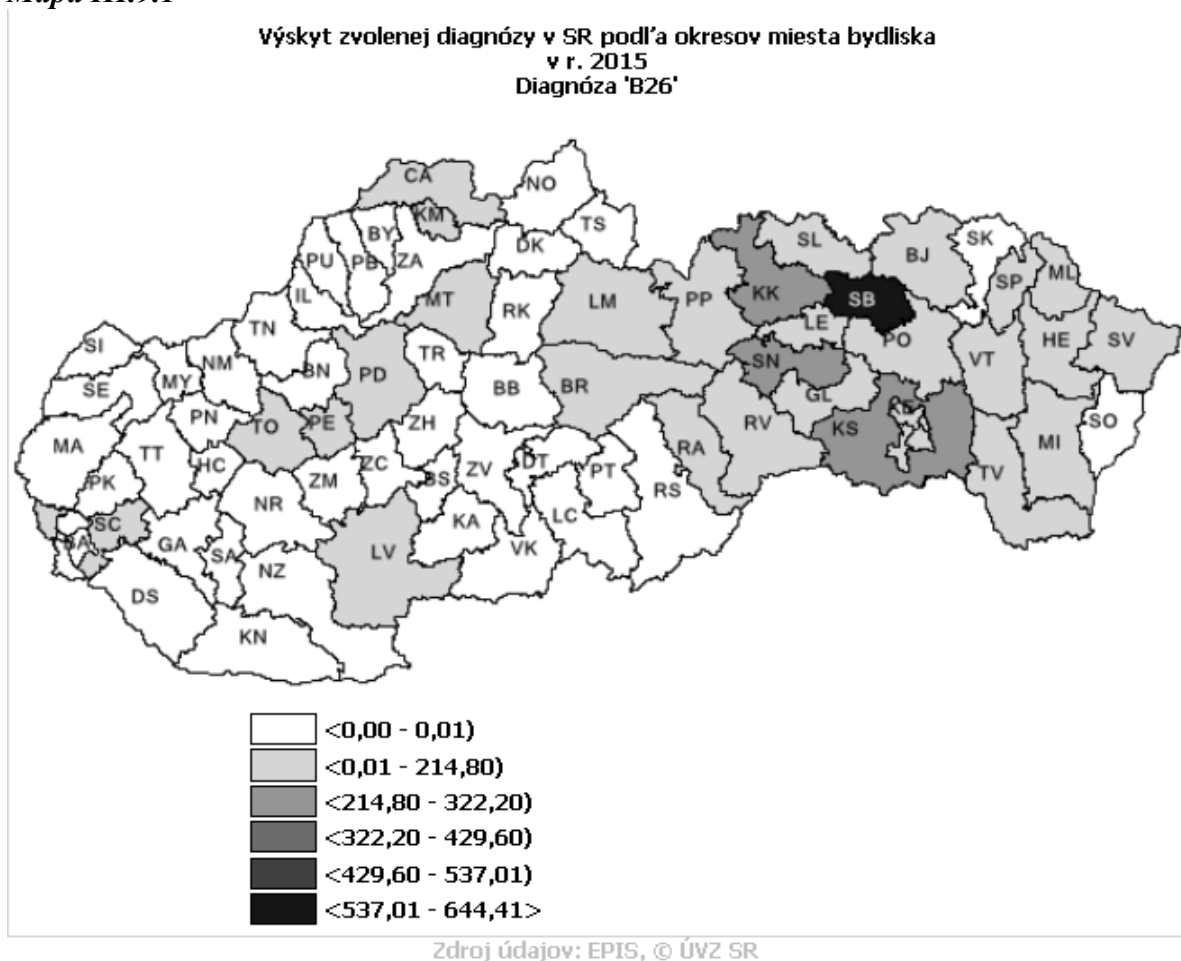 Mapa III.9.1
Výskyt zvolenej diagnózy v SR podľa okresov miesta bydliska
v r. 2015
Diagnóza 'B26'
CA
NO
KM
TS
BY
DK
PU
PB
ZA
IL
MT
RK
LM
PP
KK
SL
BJ
SK
SP
ML
SB
LE
PO
HE
SV
VT
TN
TR
SI
NM
BN
PD
BB
BR
SN
GL
SE
MY
PN
TO
PE
ZH
RV
KS
KE
SO
MA
TT
HC
ZM
ZC
BS
ZV
DT
PT
RA
MI
PK
NR
RS
TV
SC
KA
LC
BA
GA
SA
LV
VK
NZ
DS
KN
<0,00 - 0,01)
<0,01 - 214,80)
<214,80 - 322,20)
<322,20 - 429,60)
<429,60 - 537,01)
<537,01 - 644,41>
Zdroj údajov: EPIS, © ÚVZ SR